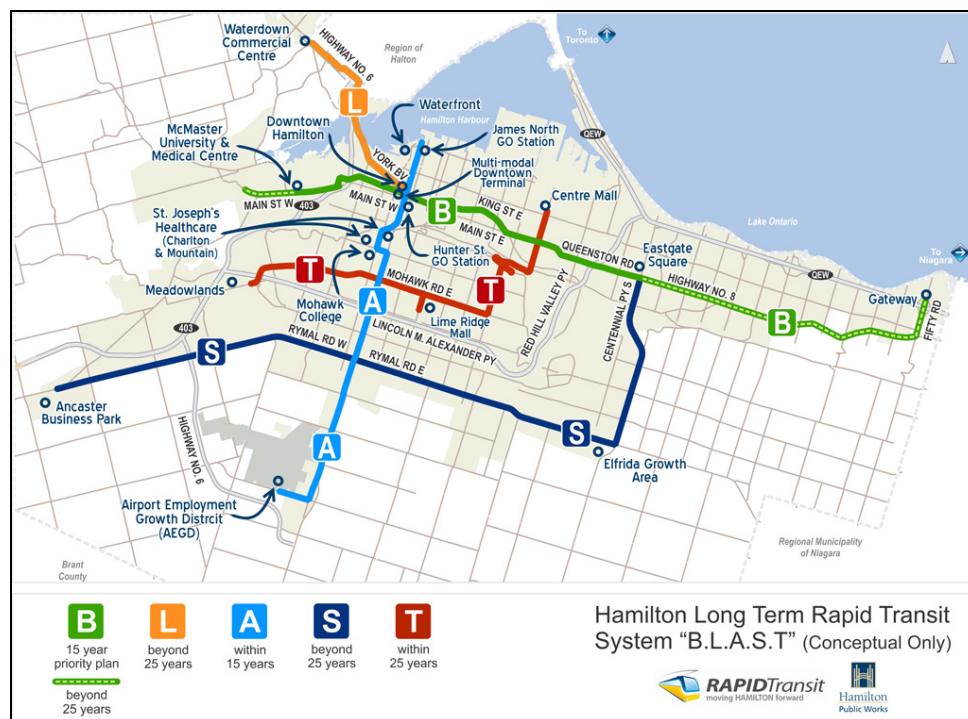 Waterdown
Commercial
Centre
HIGHWAY NO. 6
Region of
Halton
To
Toronto
L
Waterfront
Hamilton Harbour
Downtown
Hamilton
James North
GO Station
QEW
McMaster
University &
Medical Centre
YORK BV
Multi-modal
Downtown
Terminal
Centre Mall
MAIN ST W
403
MAIN ST W
B
KING ST E
MAIN ST E
Lake Ontario
St. Joseph's
Healthcare
(Charlton
& Mountain)
Hunter St.
GO Station
QUEENSTON RD
Eastgate
Square
To
Niagara
QEW
Meadowlands
T
MOHAWK RD E
T
HIGHWAY NO. 8
Gateway
Mohawk
College
A
Lime Ridge
Mall
RED HILL VALLEY PY
CENTENNIAL PY S
B
FIFTY RD
403
LINCOLN M. ALEXANDER PY
S
RYMAL RD W
RYMAL RD E
Ancaster
Business Park
S
HIGHWAY NO. 6
A
Elfrida Growth
Area
Airport Employment
Growth Distrcit
(AEGD)
Brant
County
Regional Municipality
of Niagara
B
15 year
priority plan
beyond
25 years
L
beyond
25 years
A
within
15 years
S
beyond
25 years
T
within
25 years
Hamilton Long Term Rapid Transit
System “B.L.A.S.T” (Conceptual Only)
RAPIDTransit
moving HAMILTON forward
Hamilton
Public Works